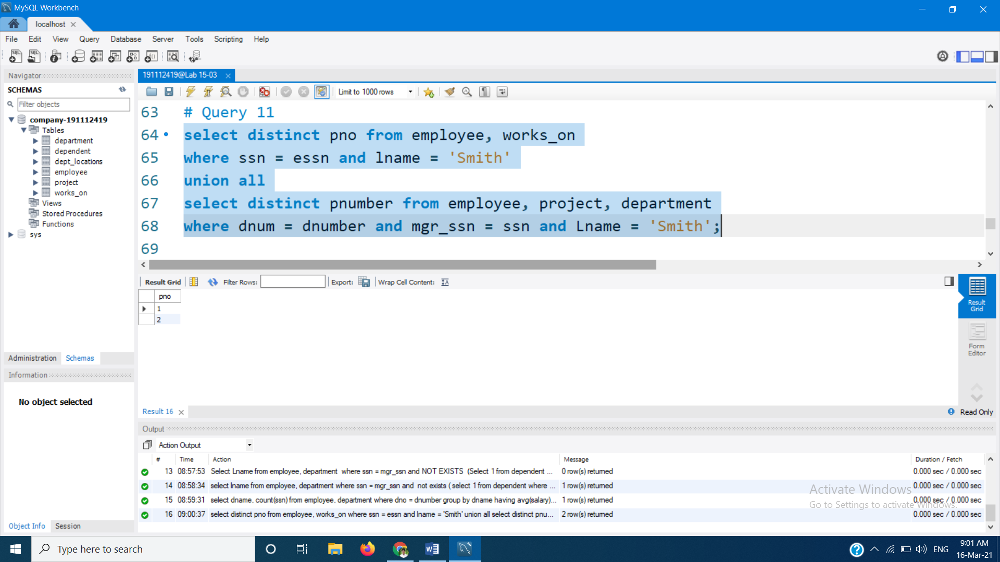 MySQL Workbench
localhost
File Edit View Query Database Server Tools Scripting Help
Navigator
SCHEMAS
Filter objects
company-191112419
Tables
department
dependent
dept_locations
employee
project
works_on
Views
Stored Procedures
Functions
sys
Administration Schemas
Information
No object selected
Object Info Session
191112419@Lab 15-03
Limit to 1000 rows
63 # Query 11
64 select distinct pno from employee, works_on
65 where ssn = essn and lname = 'Smith'
66 union all
67 select distinct pnumber from employee, project, department
68 where dnum = dnumber and mgr_ssn = ssn and Lname = 'Smith';
69
Result Grid Filter Rows: Export: Wrap Cell Content:
pno
1
2
Result Grid
Form Editor
Result 16 Read Only
Output
Action Output
# Time Action Message Duration / Fetch
13 08:57:53 Select Lname from employee, department where ssn = mgr_ssn and NOT EXISTS (Select 1 from dependent ... 0 row(s) returned 0.000 sec / 0.000 sec
14 08:58:34 select lname from employee, department where ssn = mgr_ssn and not exists ( select 1 from dependent where ... 1 row(s) returned 0.000 sec / 0.000 sec
15 08:59:31 select dname, count(ssn) from employee, department where dno = dnumber group by dname having avg(salary)... 1 row(s) returned 0.000 sec / 0.000 sec
16 09:00:37 select distinct pno from employee, works_on where ssn = essn and lname = 'Smith' union all select distinct pnu... 2 row(s) returned 0.000 sec / 0.000 sec
Activate Windows
Go to Settings to activate Windows.
Type here to search
ENG
9:01 AM
16-Mar-21